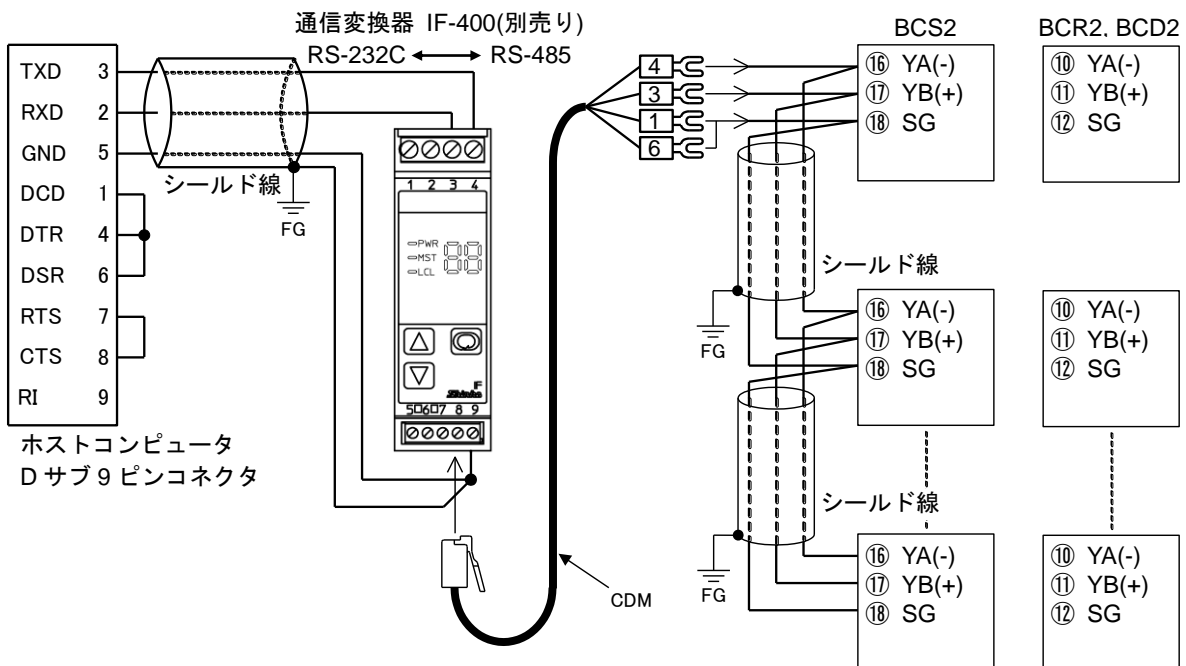 通信変換器 IF-400(別売り)
RS-232C RS-485
TXD 3
RXD 2
GND 5
DCD 1
DTR 4
DSR 6
RTS 7
CTS 8
RI 9
ホストコンピュータ
Dサブ9ピンコネクタ
シールド線
FG
1 2 3 4
PWR
MST
LCL
88
IF
Shinko
5 6 7 8 9
CDM
4
3
1
6
BCS2
⑯ YA(-)
⑰ YB(+)
⑱ SG
シールド線
FG
⑯ YA(-)
⑰ YB(+)
⑱ SG
シールド線
FG
⑯ YA(-)
⑰ YB(+)
⑱ SG
BCR2, BCD2
⑩ YA(-)
⑪ YB(+)
⑫ SG
⑩ YA(-)
⑪ YB(+)
⑫ SG
⑩ YA(-)
⑪ YB(+)
⑫ SG